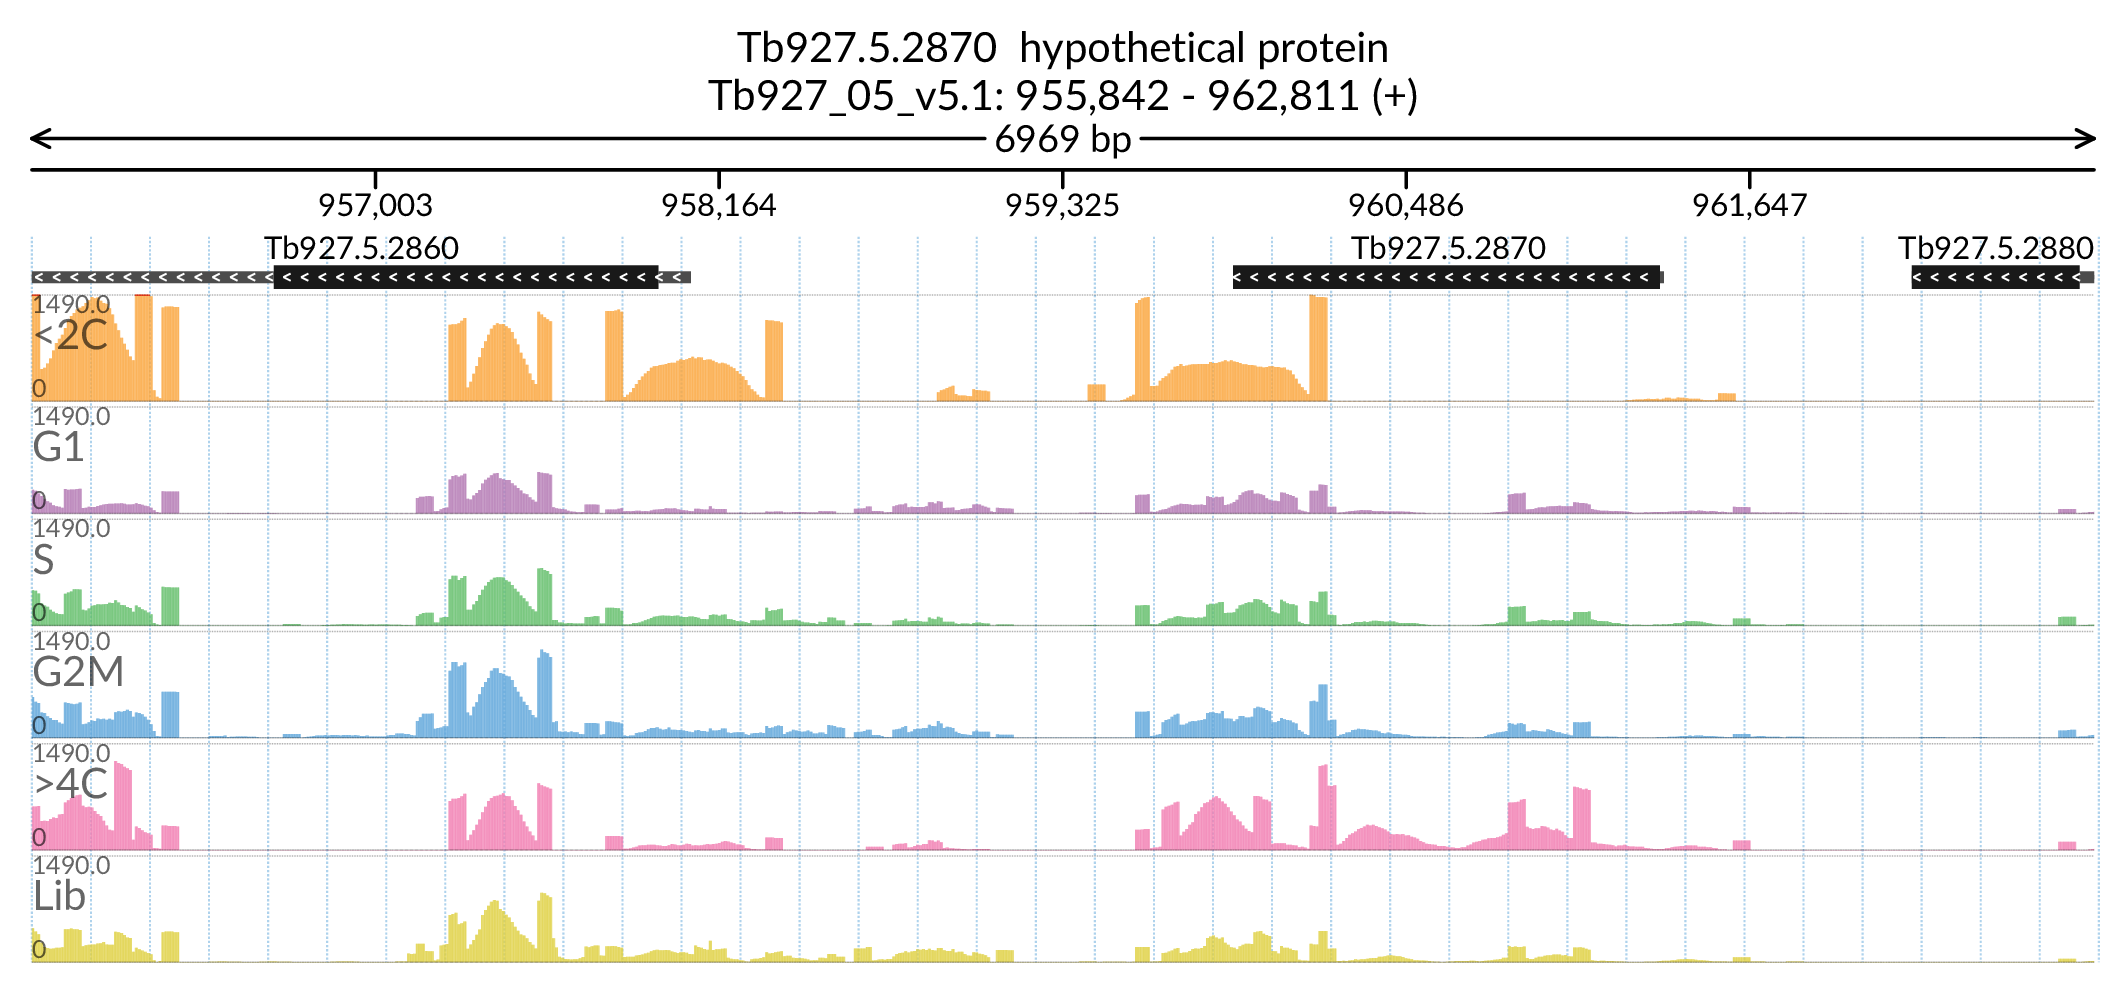 Tb927.5.2870 hypothetical protein
Tb927_05_v5.1: 955,842 - 962,811 (+)
6969 bp
957,003 958,164 959,325 960,486 961,647
Tb927.5.2860 Tb927.5.2870 Tb927.5.2880
1490.0
<2C
0
1490.0
G1
0
1490.0
S
0
1490.0
G2M
0
1490.0
>4C
0
1490.0
Lib
0